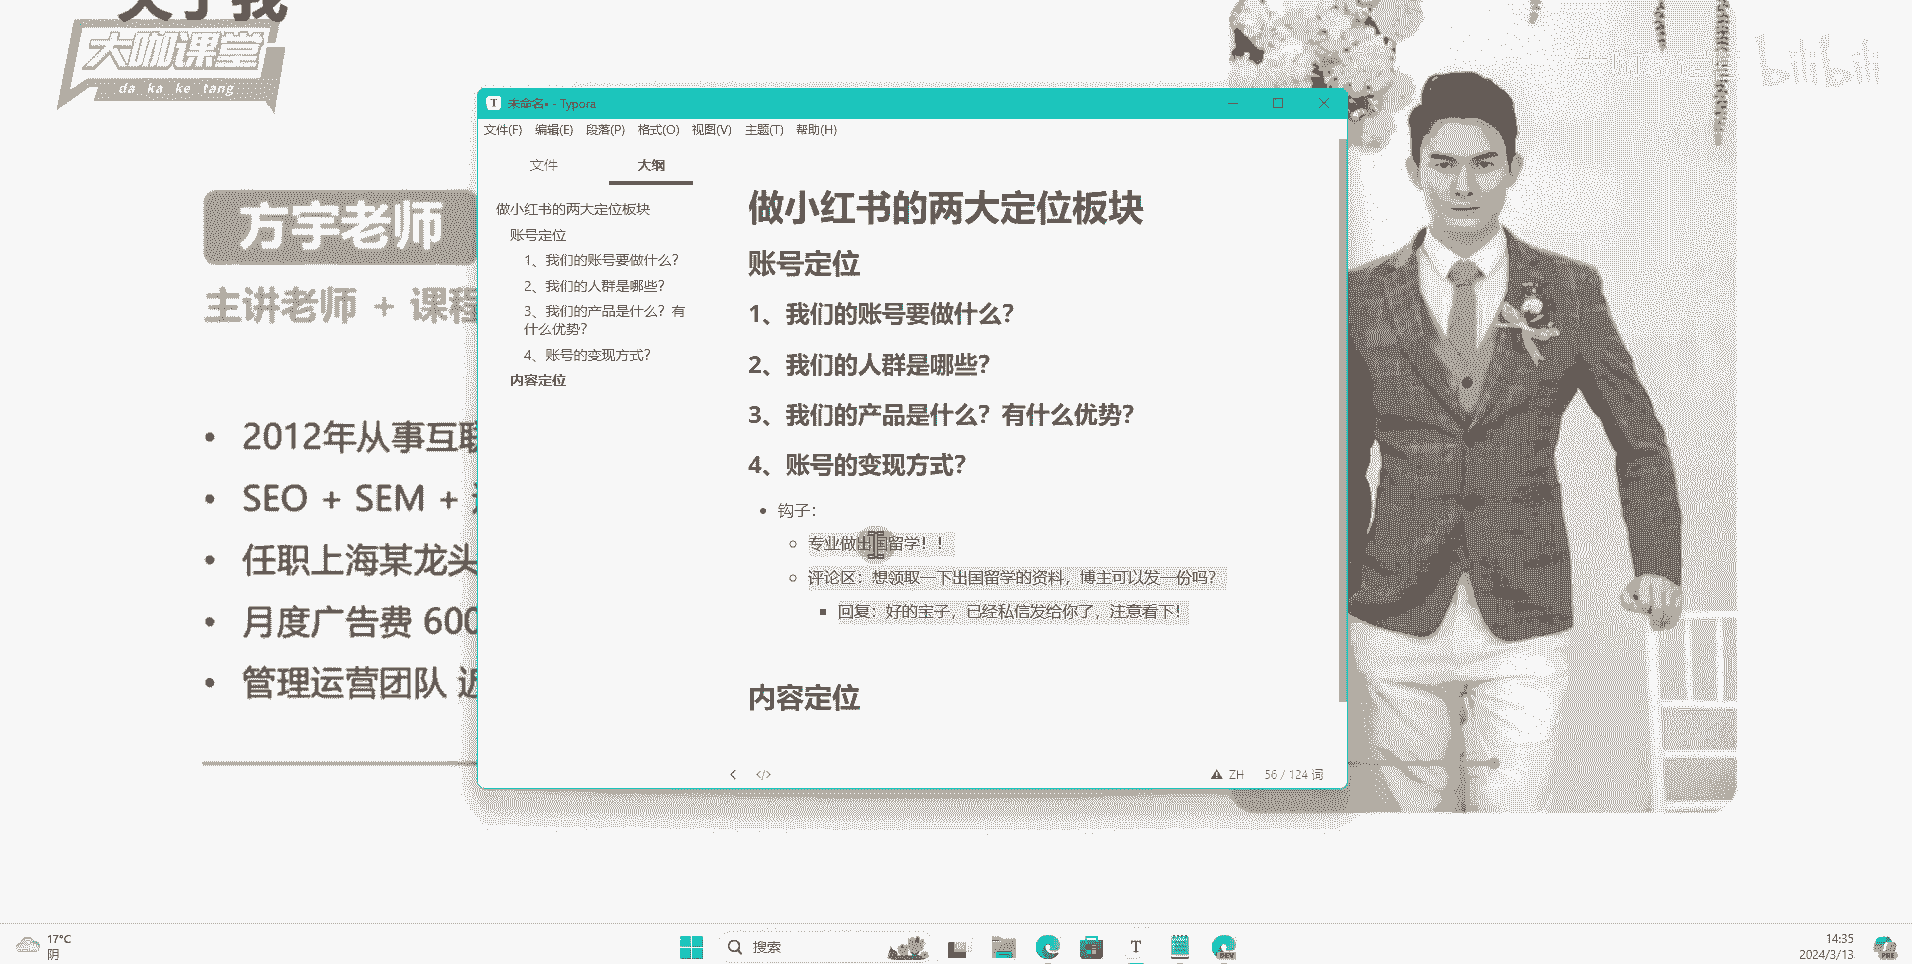 关于我
大咖课堂
da ka ke tang
bilibili
方宇老师
主讲老师 + 课程
2012年从事互联
SEO + SEM +
任职上海某龙头
月度广告费 600
管理运营团队 近
未命名• - Typora
文件(F) 编辑(E) 段落(P) 格式(O) 视图(V) 主题(T) 帮助(H)
文件 大纲
做小红书的两大定位板块
账号定位
1、我们的账号要做什么？
2、我们的人群是哪些？
3、我们的产品是什么？有
什么优势？
4、账号的变现方式？
内容定位
做小红书的两大定位板块
账号定位
1、我们的账号要做什么？
2、我们的人群是哪些？
3、我们的产品是什么？有什么优势？
4、账号的变现方式？
钩子：
专业做出国留学！！
评论区：想领取一下出国留学的资料，博主可以发一份吗？
回复：好的宝子，已经私信发给你了，注意看下！
内容定位
ZH 56 / 124 词
17°C
阴
搜索
T
DEV
14:35
2024/3/13
PRE